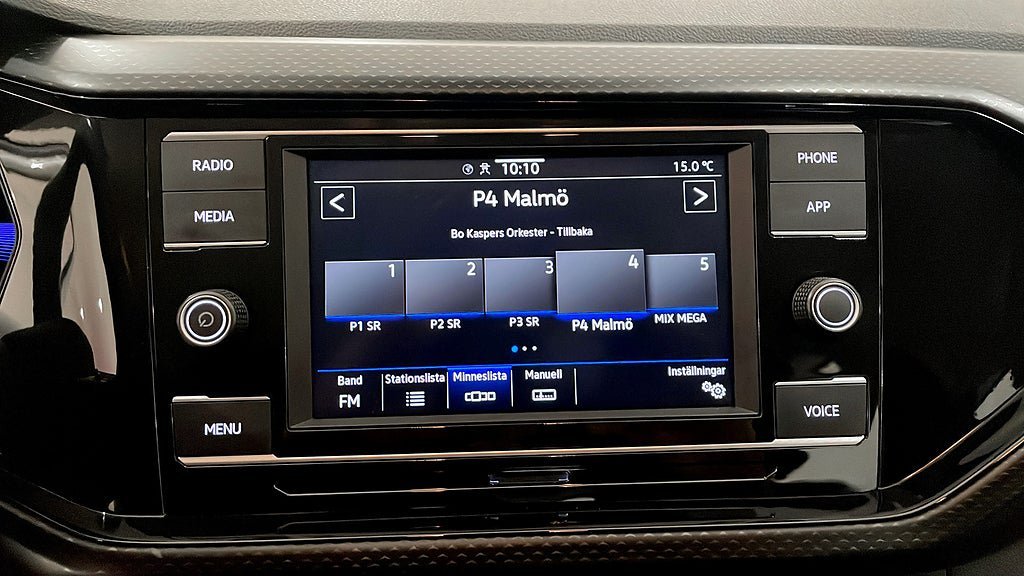 RADIO
MEDIA
MENU
10:10
15.0 °C
<
P4 Malmö
>
Bo Kaspers Orkester - Tillbaka
1
2
3
4
5
P1 SR
P2 SR
P3 SR
P4 Malmö
MIX MEGA
Band
FM
Stationslista
Minneslista
Manuell
Inställningar
PHONE
APP
VOICE